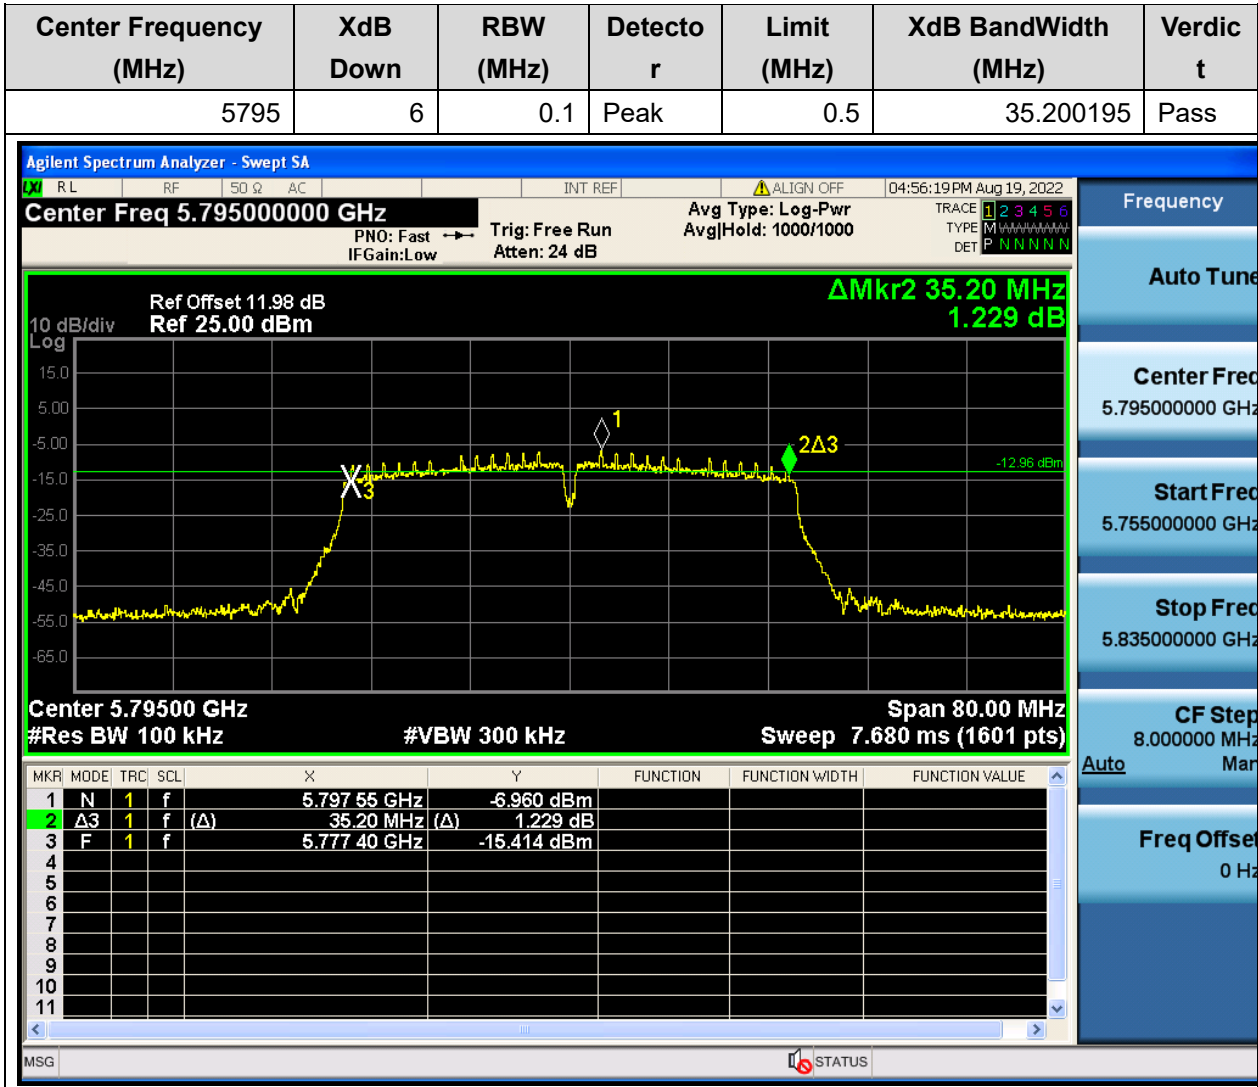 Center Frequency (MHz) XdB Down RBW (MHz) Detecto r Limit (MHz) XdB BandWidth (MHz) Verdic t
5795 6 0.1 Peak 0.5 35.200195 Pass
Agilent Spectrum Analyzer - Swept SA
LXI RL RF 50 Ω AC INT REF ALIGN OFF 04:56:19 PM Aug 19, 2022
Center Freq 5.795000000 GHz
PNO: Fast
IFGain:Low
Trig: Free Run
Atten: 24 dB
Avg Type: Log-Pwr
Avg|Hold: 1000/1000
TRACE 1 2 3 4 5 6
TYPE M
DET P N N N N N
Ref Offset 11.98 dB
10 dB/div Ref 25.00 dBm
Log
ΔMkr2 35.20 MHz
1.229 dB
15.0
5.00
-5.00
-15.0
-25.0
-35.0
-45.0
-55.0
-65.0
1
2Δ3
3
-12.96 dBm
Center 5.79500 GHz Span 80.00 MHz
#Res BW 100 kHz #VBW 300 kHz Sweep 7.680 ms (1601 pts)
MKR MODE TRC SCL X Y FUNCTION FUNCTION WIDTH FUNCTION VALUE
1 N 1 f 5.797 55 GHz -6.960 dBm
2 Δ3 1 f (Δ) 35.20 MHz (Δ) 1.229 dB
3 F 1 f 5.777 40 GHz -15.414 dBm
4
5
6
7
8
9
10
11
MSG STATUS
Frequency
Auto Tune
Center Freq
5.795000000 GHz
Start Freq
5.755000000 GHz
Stop Freq
5.835000000 GHz
CF Step
8.000000 MHz
Auto Man
Freq Offset
0 Hz